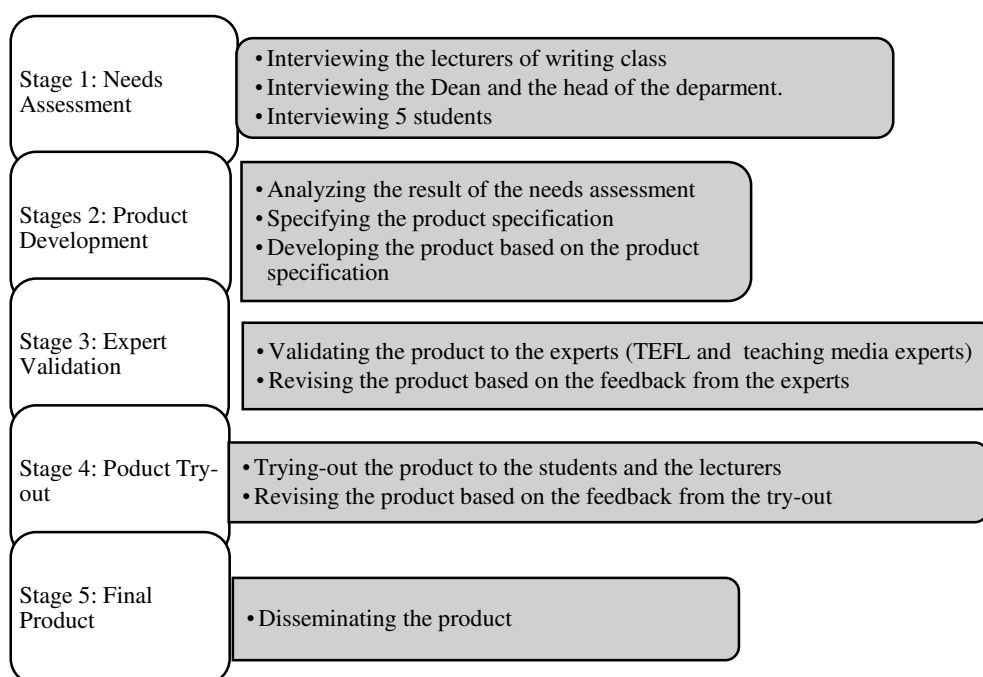 Stage 1: Needs
Assessment
• Interviewing the lecturers of writing class
• Interviewing the Dean and the head of the deparment.
• Interviewing 5 students
Stages 2: Product
Development
• Analyzing the result of the needs assessment
• Specifying the product specification
• Developing the product based on the product
specification
Stage 3: Expert
Validation
• Validating the product to the experts (TEFL and teaching media experts)
• Revising the product based on the feedback from the experts
Stage 4: Poduct Try-
out
• Trying-out the product to the students and the lecturers
• Revising the product based on the feedback from the try-out
Stage 5: Final
Product
• Disseminating the product